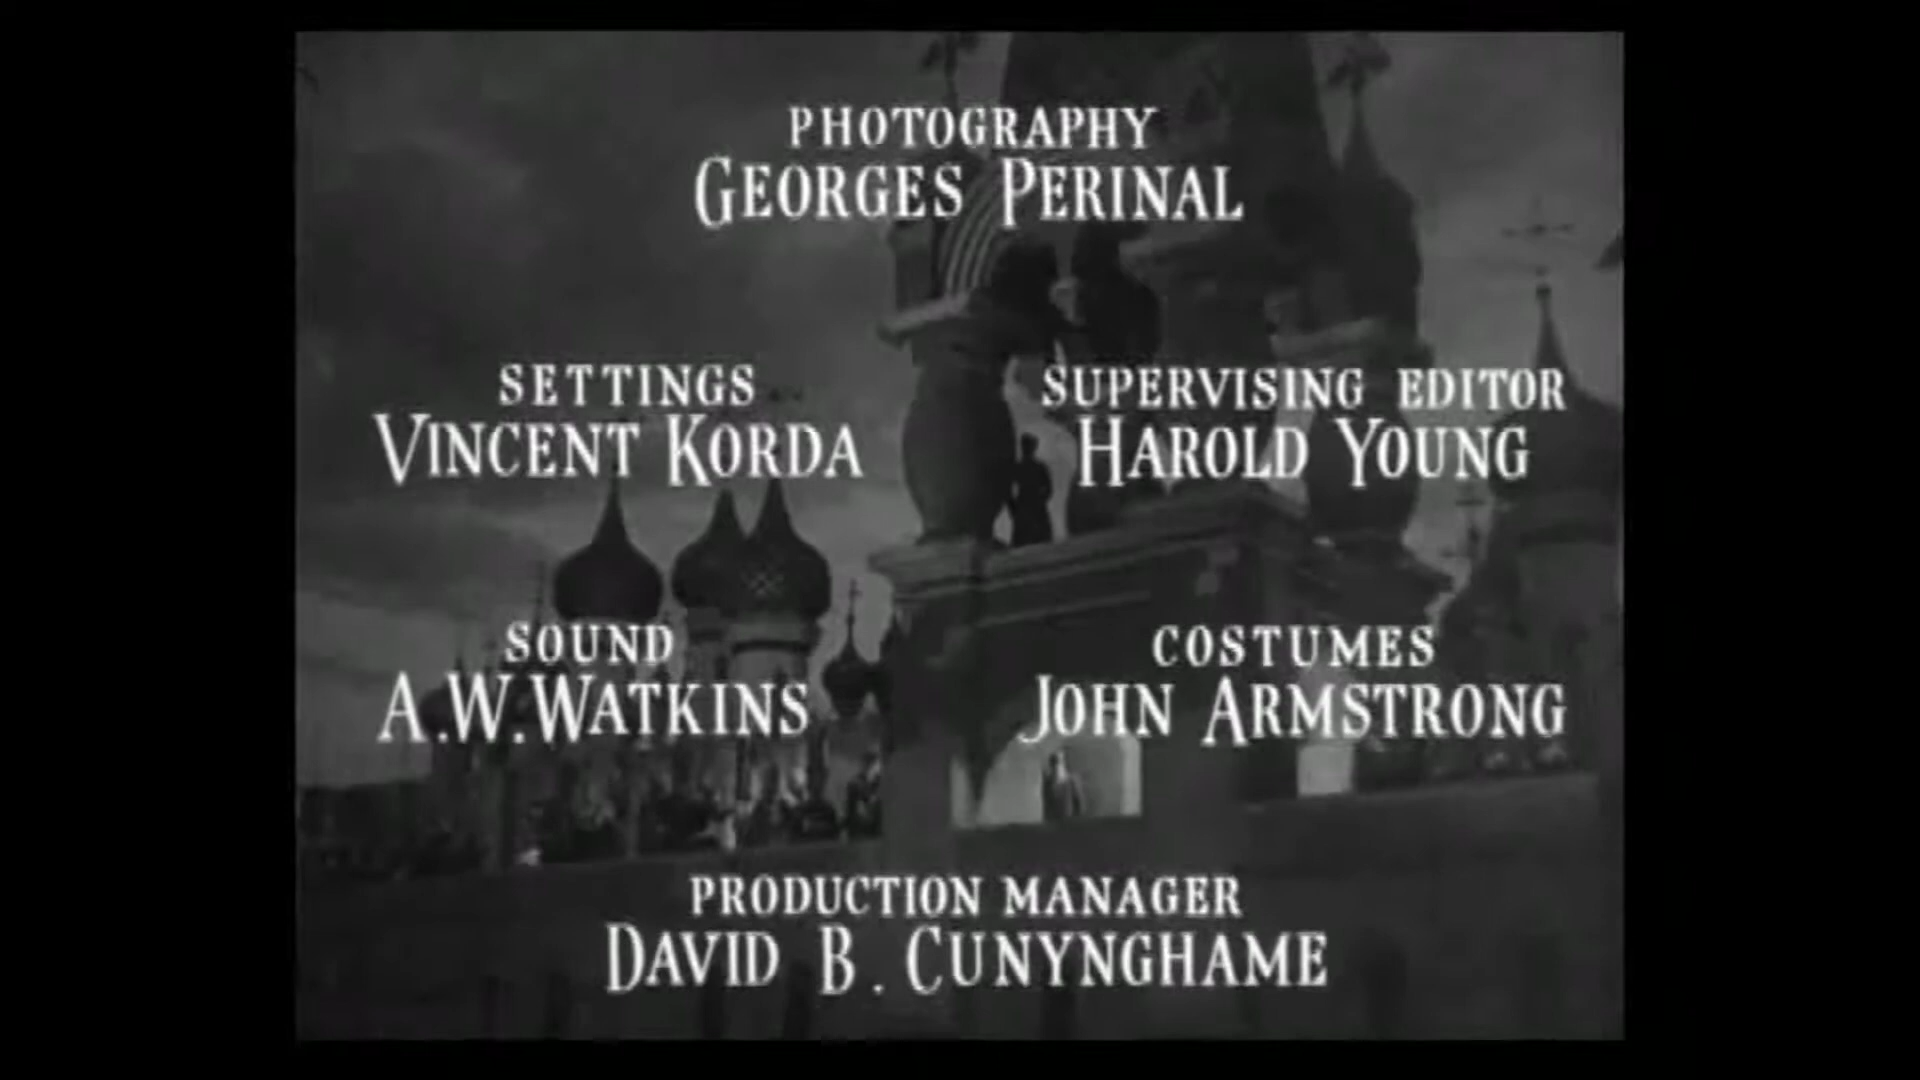 PHOTOGRAPHY
GEORGES PERINAL
SETTINGS
VINCENT KORDA
SUPERVISING EDITOR
HAROLD YOUNG
SOUND
A.W.WATKINS
COSTUMES
JOHN ARMSTRONG
PRODUCTION MANAGER
DAVID B. CUNYNGHAME